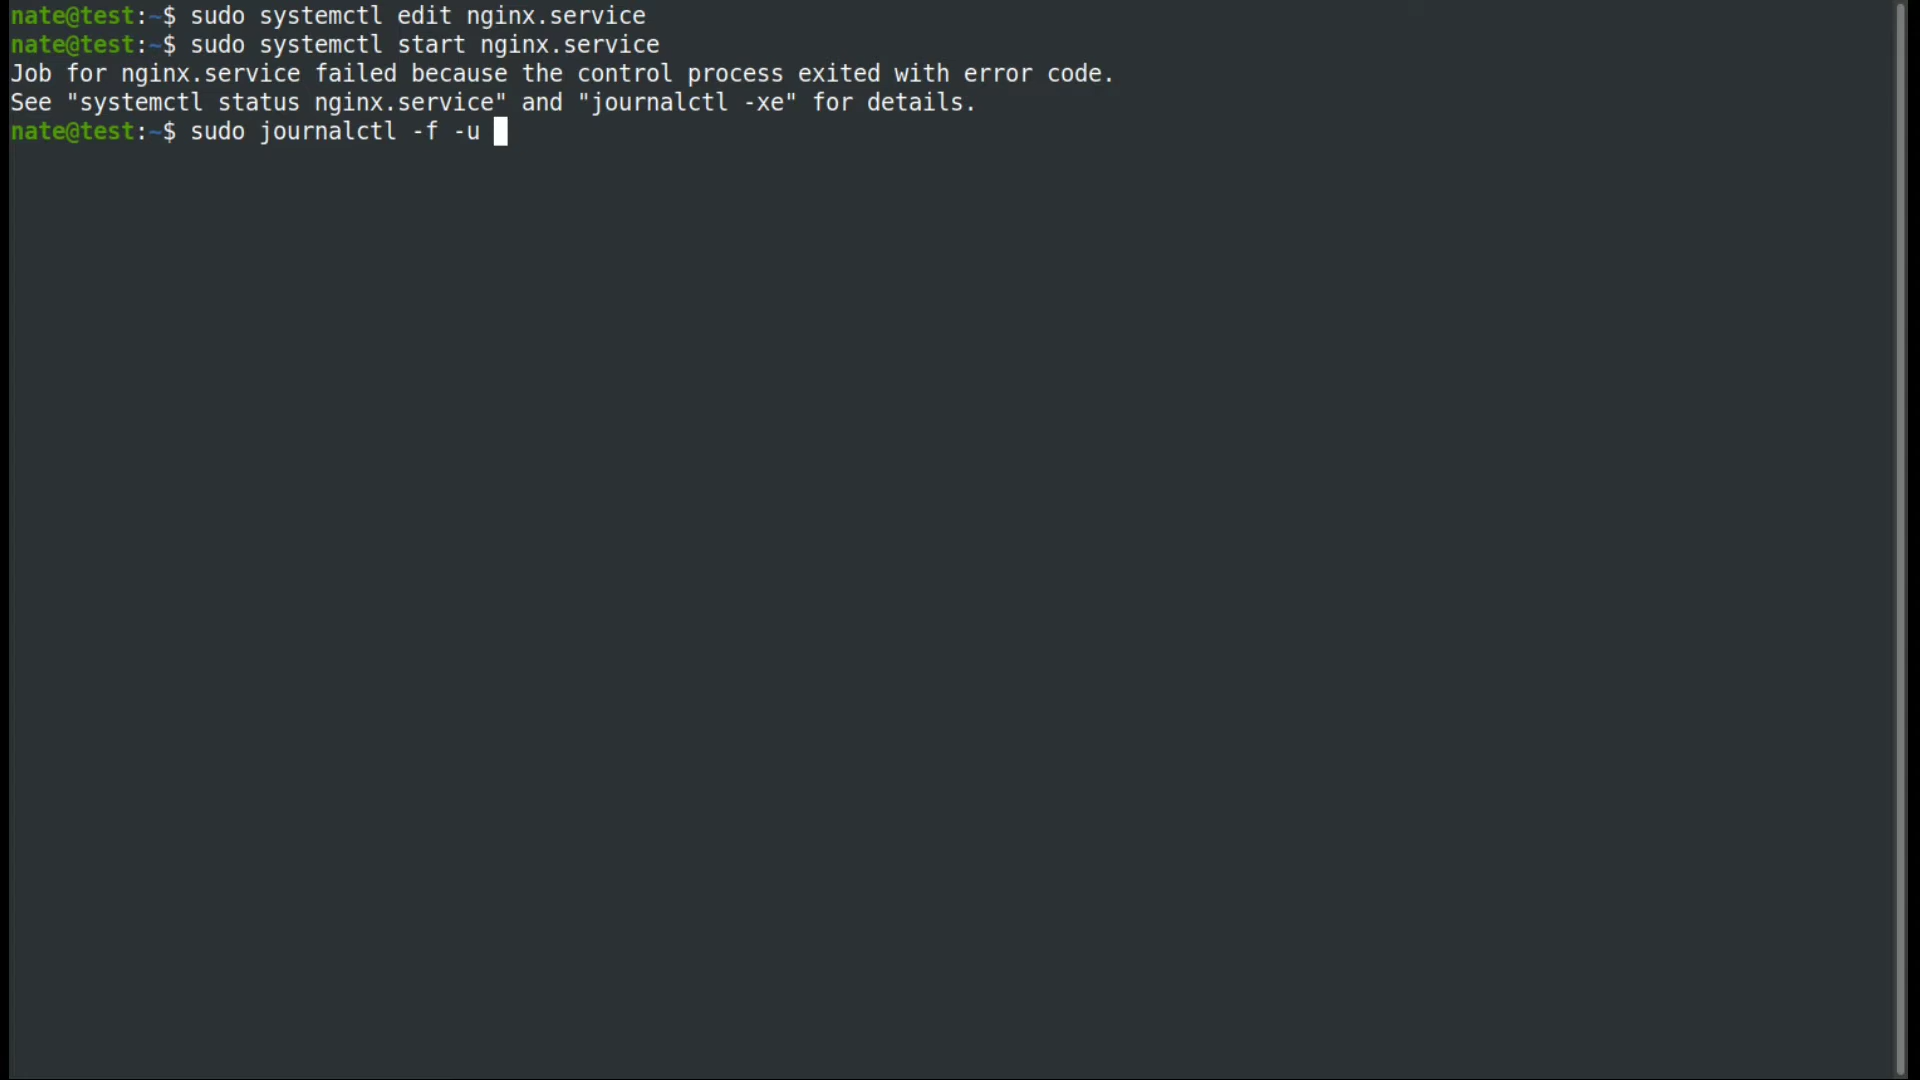 nate@test:~$ sudo systemctl edit nginx.service
nate@test:~$ sudo systemctl start nginx.service
Job for nginx.service failed because the control process exited with error code.
See "systemctl status nginx.service" and "journalctl -xe" for details.
nate@test:~$ sudo journalctl -f -u